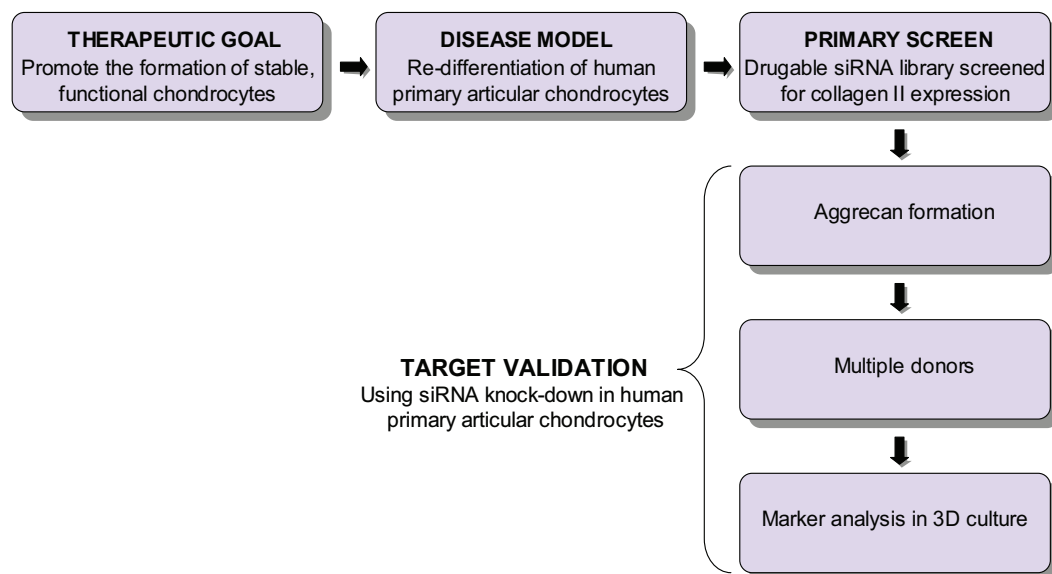 THERAPEUTIC GOAL
Promote the formation of stable,
functional chondrocytes
DISEASE MODEL
Re-differentiation of human
primary articular chondrocytes
PRIMARY SCREEN
Drugable siRNA library screened
for collagen II expression
Aggrecan formation
Multiple donors
TARGET VALIDATION
Using siRNA knock-down in human
primary articular chondrocytes
Marker analysis in 3D culture